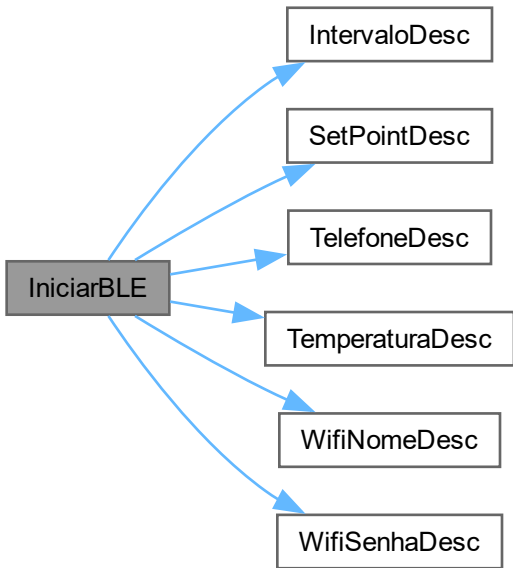 IntervaloDesc
SetPointDesc
TelefoneDesc
IniciarBLE
TemperaturaDesc
WifiNomeDesc
WifiSenhaDesc